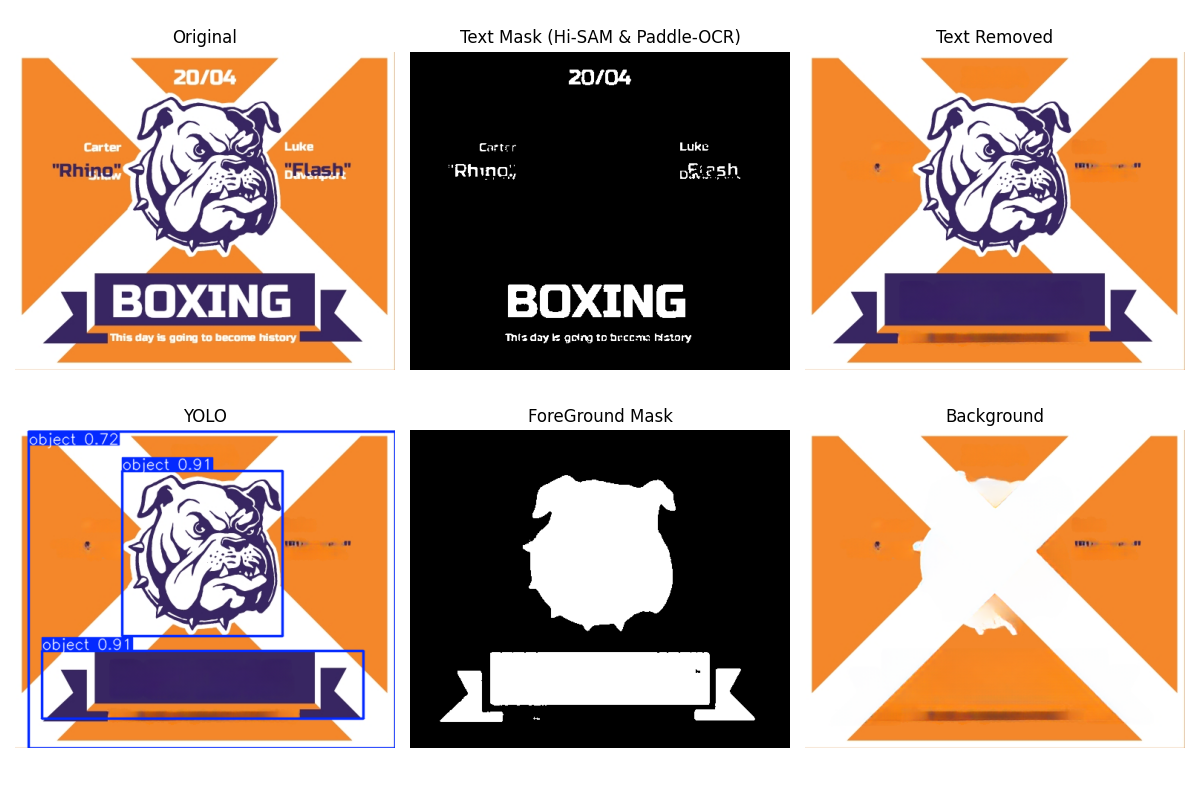 Original
Text Mask (Hi-SAM & Paddle-OCR)
Text Removed
20/04
Carter
"Rhino"
Luke
"Flash"
Davenport
BOXING
This day is going to become history
20/04
Carter
"Rhino"
Luke
Flash
BOXING
This day is going to become history
YOLO
ForeGround Mask
Background
object 0.72
object 0.91
object 0.91